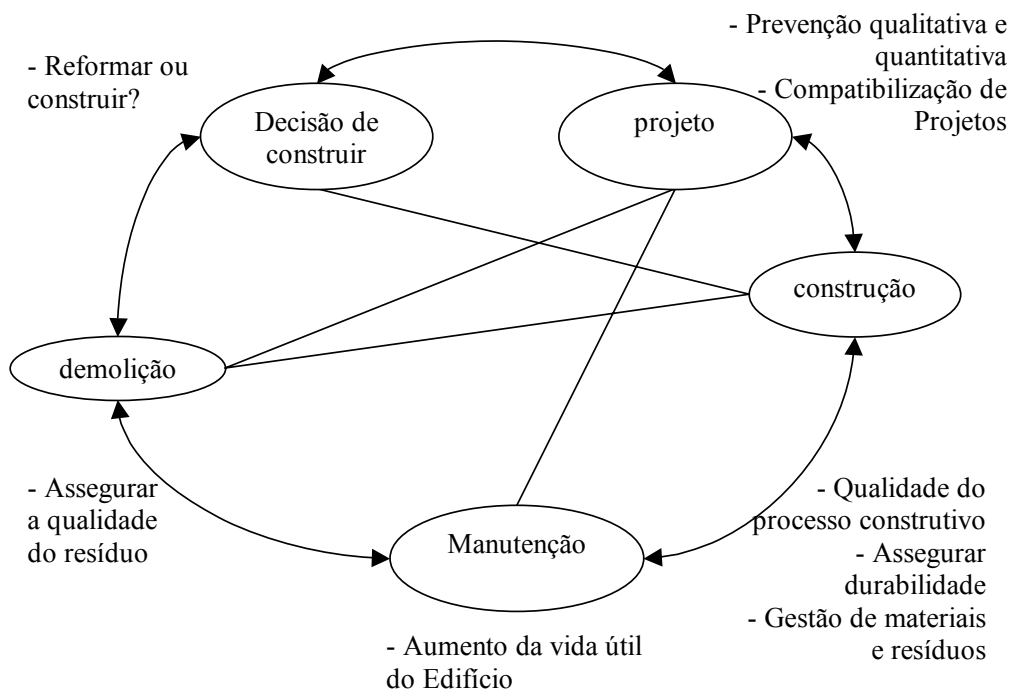 - Reformar ou
construir?
Decisão de
construir
projeto
- Prevenção qualitativa e
quantitativa
- Compatibilização de
Projetos
construção
demolição
- Assegurar
a qualidade
do resíduo
Manutenção
- Qualidade do
processo construtivo
- Assegurar
durabilidade
- Gestão de materiais
e resíduos
- Aumento da vida útil
do Edifício